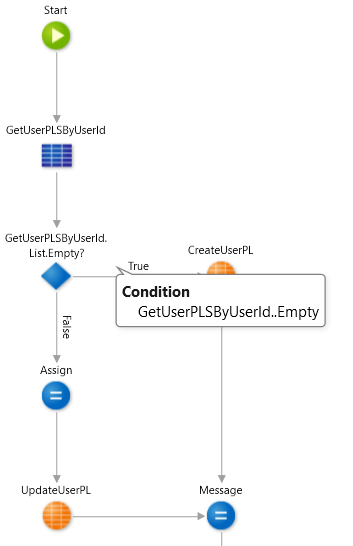 Start
GetUserPLSByUserId
GetUserPLSByUserId.
List.Empty?
True
CreateUserPL
Condition
GetUserPLSByUserId..Empty
False
Assign
UpdateUserPL
Message